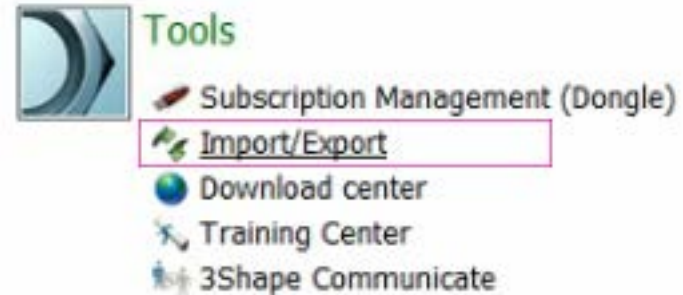 Tools
Subscription Management (Dongle)
Import/Export
Download center
Training Center
3Shape Communicate